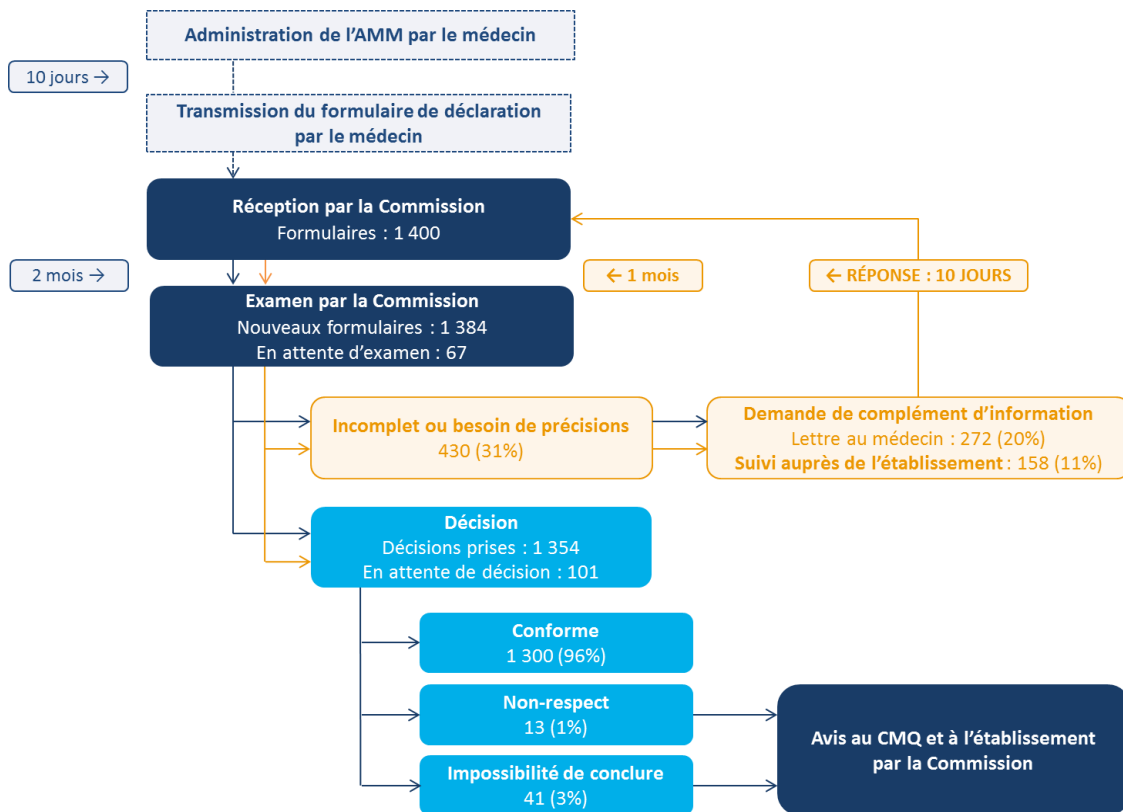 Administration de l’AMM par le médecin
10 jours →
Transmission du formulaire de déclaration
par le médecin
Réception par la Commission
Formulaires : 1 400
2 mois →
← 1 mois
← RÉPONSE : 10 JOURS
Examen par la Commission
Nouveaux formulaires : 1 384
En attente d’examen : 67
Incomplet ou besoin de précisions
430 (31%)
Demande de complément d’information
Lettre au médecin : 272 (20%)
Suivi auprès de l’établissement : 158 (11%)
Décision
Décisions prises : 1 354
En attente de décision : 101
Conforme
1 300 (96%)
Non-respect
13 (1%)
Impossibilité de conclure
41 (3%)
Avis au CMQ et à l’établissement
par la Commission